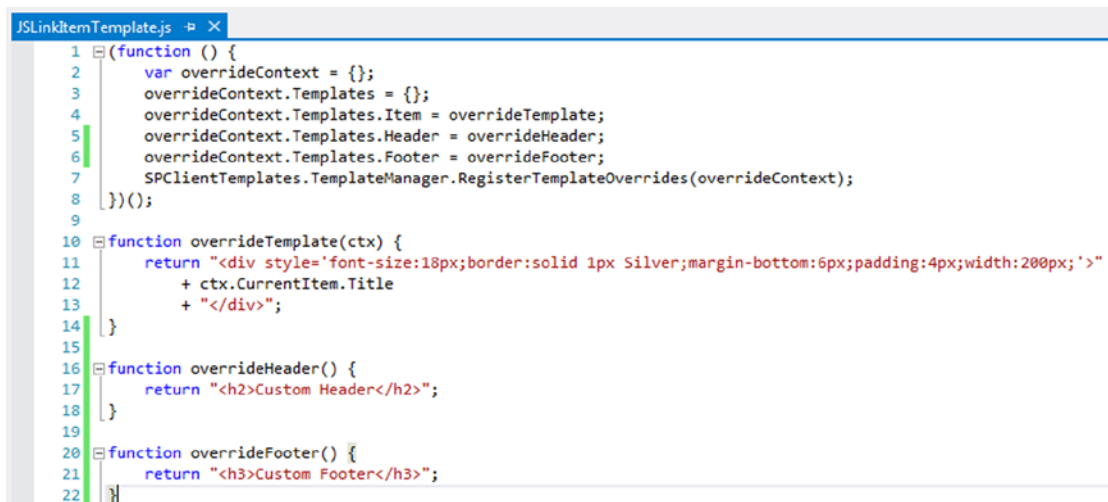 JSLinkItemTemplate.js
1 (function () {
2     var overrideContext = {};
3     overrideContext.Templates = {};
4     overrideContext.Templates.Item = overrideTemplate;
5     overrideContext.Templates.Header = overrideHeader;
6     overrideContext.Templates.Footer = overrideFooter;
7     SPClientTemplates.TemplateManager.RegisterTemplateOverrides(overrideContext);
8 })();
9
10 function overrideTemplate(ctx) {
11     return "<div style='font-size:18px;border:solid 1px Silver;margin-bottom:6px;padding:4px;width:200px;'>"
12         + ctx.CurrentItem.Title
13         + "</div>";
14 }
15
16 function overrideHeader() {
17     return "<h2>Custom Header</h2>";
18 }
19
20 function overrideFooter() {
21     return "<h3>Custom Footer</h3>";
22 }